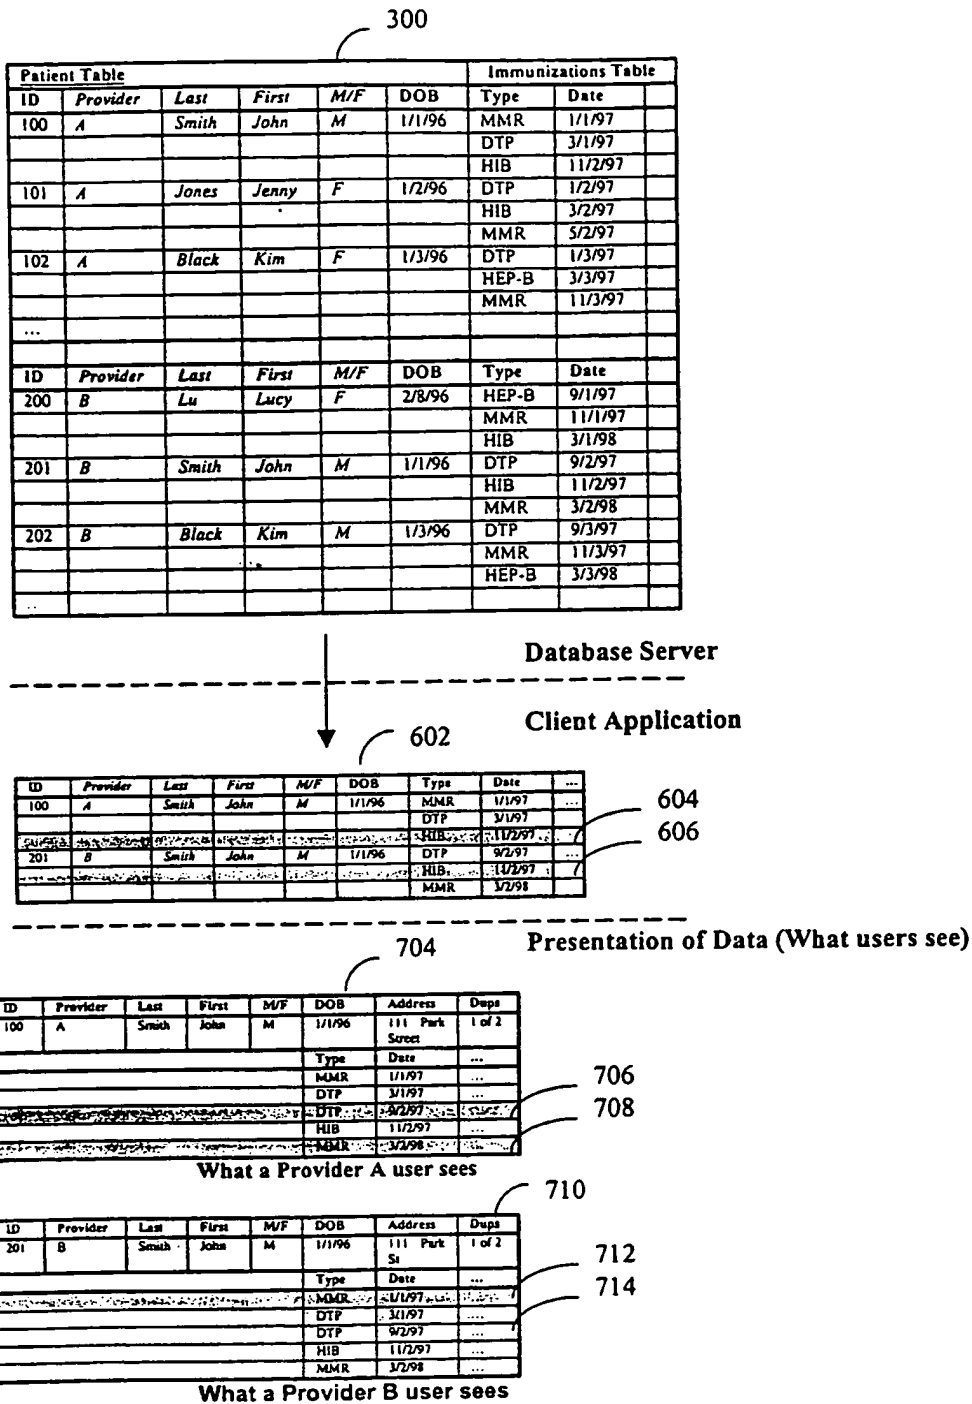 300
Patient Table Immunizations Table
ID Provider Last First M/F DOB Type Date
100 A Smith John M 1/1/96 MMR 1/1/97
DTP 3/1/97
HIB 11/2/97
101 A Jones Jenny F 1/2/96 DTP 1/2/97
HIB 3/2/97
MMR 5/2/97
102 A Black Kim F 1/3/96 DTP 1/3/97
HEP-B 3/3/97
MMR 11/3/97
...
ID Provider Last First M/F DOB Type Date
200 B Lu Lucy F 2/8/96 HEP-B 9/1/97
MMR 11/1/97
HIB 3/1/98
201 B Smith John M 1/1/96 DTP 9/2/97
HIB 11/2/97
MMR 3/2/98
202 B Black Kim M 1/3/96 DTP 9/3/97
MMR 11/3/97
HEP-B 3/3/98
..
Database Server
Client Application
602
ID Provider Last First M/F DOB Type Date ...
100 A Smith John M 1/1/96 MMR 1/1/97 ...
DTP 3/1/97
HIB 11/2/97 604
201 B Smith John M 1/1/96 DTP 9/2/97 ...
HIB 11/2/97 606
MMR 3/2/98
Presentation of Data (What users see)
704
ID Provider Last First M/F DOB Address Dups
100 A Smith John M 1/1/96 111 Park Street 1 of 2
Type Date ...
MMR 1/1/97 ...
DTP 3/1/97 ...
DTP 9/2/97 706
HIB 11/2/97 ...
MMR 3/2/98 708
What a Provider A user sees
710
ID Provider Last First M/F DOB Address Dups
201 B Smith John M 1/1/96 111 Park St 1 of 2
Type Date ...
MMR 1/1/97 712
DTP 3/1/97 ....
DTP 9/2/97 ... 714
HIB 11/2/97 ...
MMR 3/2/98 ...
What a Provider B user sees